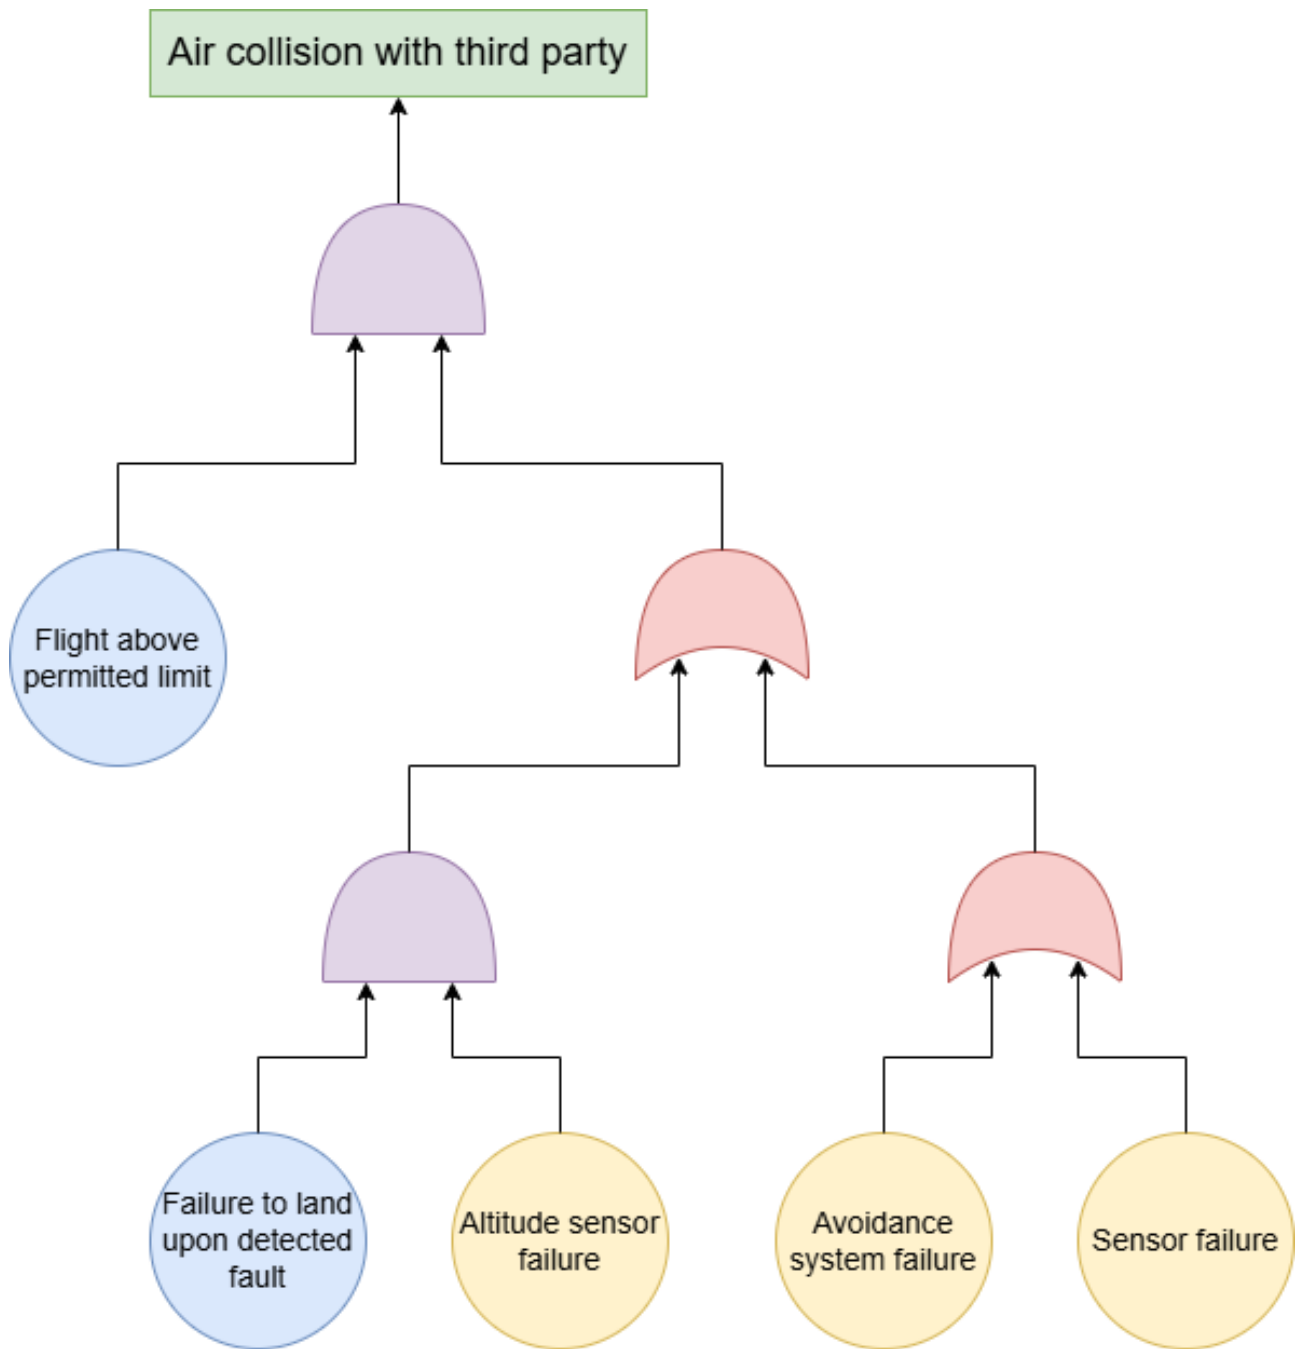 Air collision with third party
Flight above
permitted limit
Failure to land
upon detected
fault
Altitude sensor
failure
Avoidance
system failure
Sensor failure